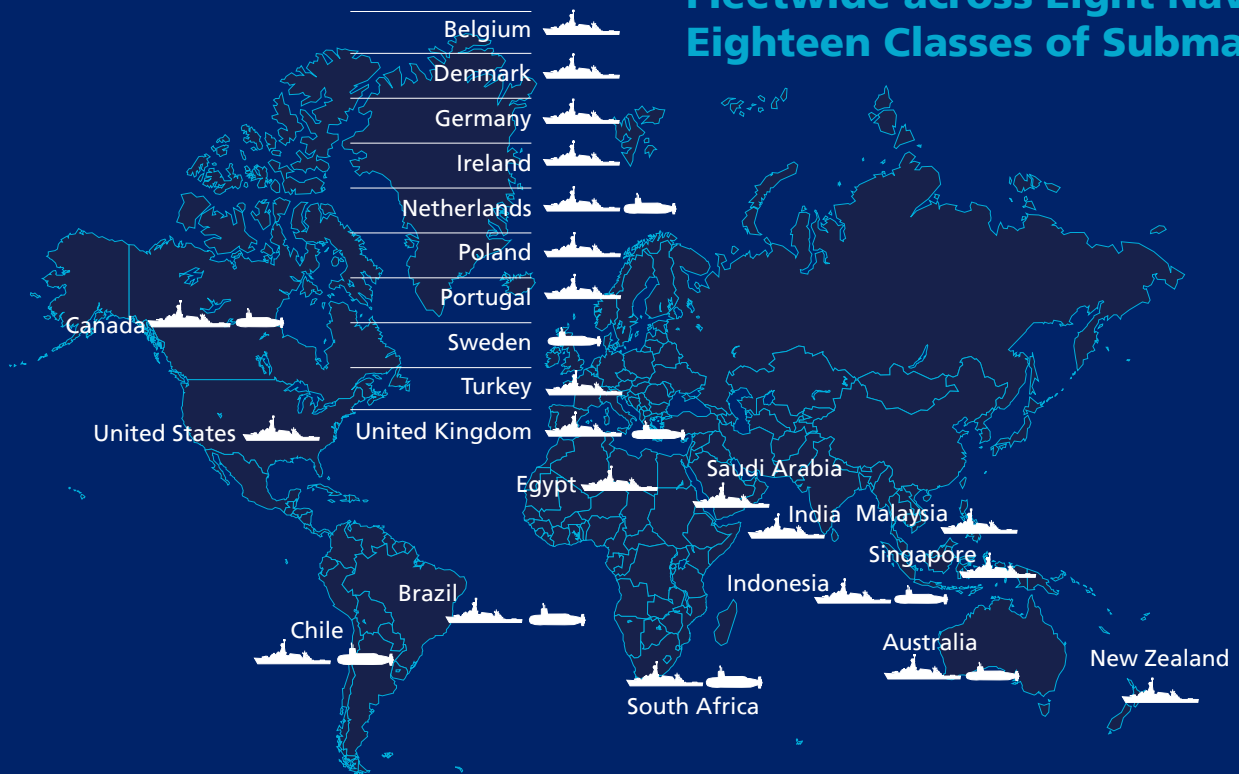 Eighteen Classes of
Belgium
Denmark
Germany
Ireland
Netherlands
Poland
Portugal
Sweden
Turkey
United Kingdom
Canada
United States
Egypt
Saudi Arabia
India
Malaysia
Singapore
Indonesia
Brazil
Chile
South Africa
Australia
New Zealand